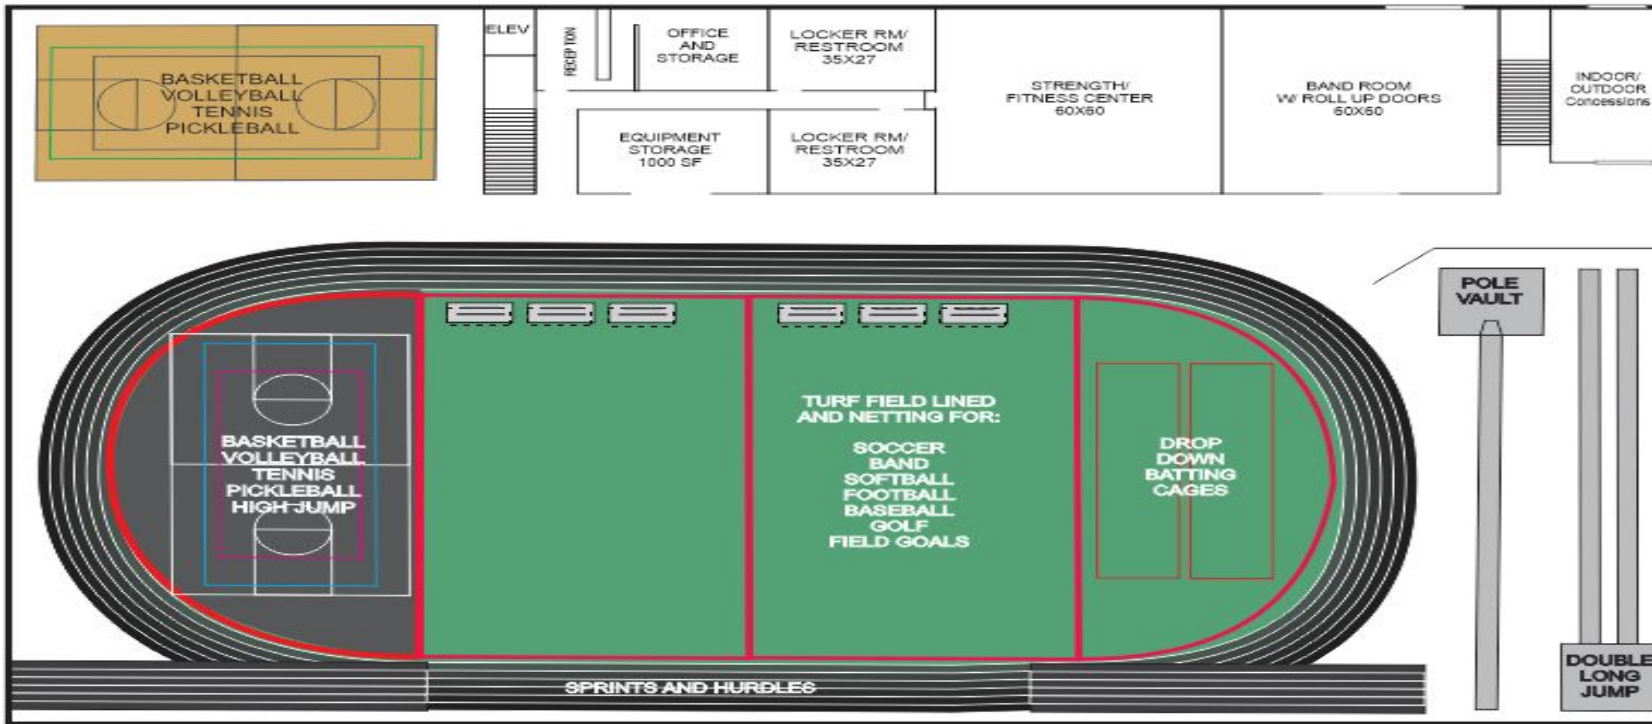 BASKETBALL
VOLLEYBALL
TENNIS
PICKLEBALL
ELEV
RECEPTION
OFFICE
AND
STORAGE
LOCKER RM/
RESTROOM
35X27
EQUIPMENT
STORAGE
1000 SF
LOCKER RM/
RESTROOM
35X27
STRENGTH/
FITNESS CENTER
60X60
BAND ROOM
W/ ROLL UP DOORS
60X60
INDOOR/
OUTDOOR
Concessions
BASKETBALL
VOLLEYBALL
TENNIS
PICKLEBALL
HIGH JUMP
TURF FIELD LINED
AND NETTING FOR:
SOCCER
BAND
SOFTBALL
FOOTBALL
BASEBALL
GOLF
FIELD GOALS
DROP
DOWN
BATTING
CAGES
POLE
VAULT
DOUBLE
LONG
JUMP
SPRINTS AND HURDLES